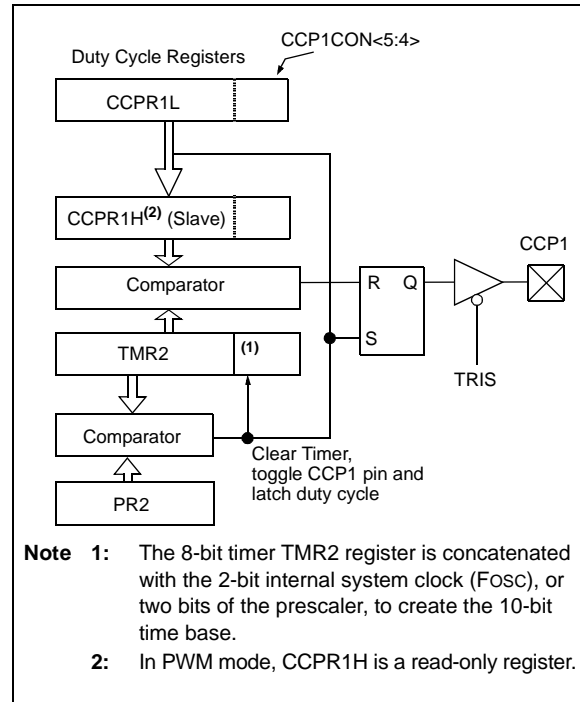 CCP1CON<5:4>
Duty Cycle Registers
CCPR1L
CCPR1H(2) (Slave)
CCP1
Comparator
R Q
TMR2 (1)
S
TRIS
Comparator
Clear Timer,
toggle CCP1 pin and
latch duty cycle
PR2
Note 1: The 8-bit timer TMR2 register is concatenated
with the 2-bit internal system clock (FOSC), or
two bits of the prescaler, to create the 10-bit
time base.
2: In PWM mode, CCPR1H is a read-only register.